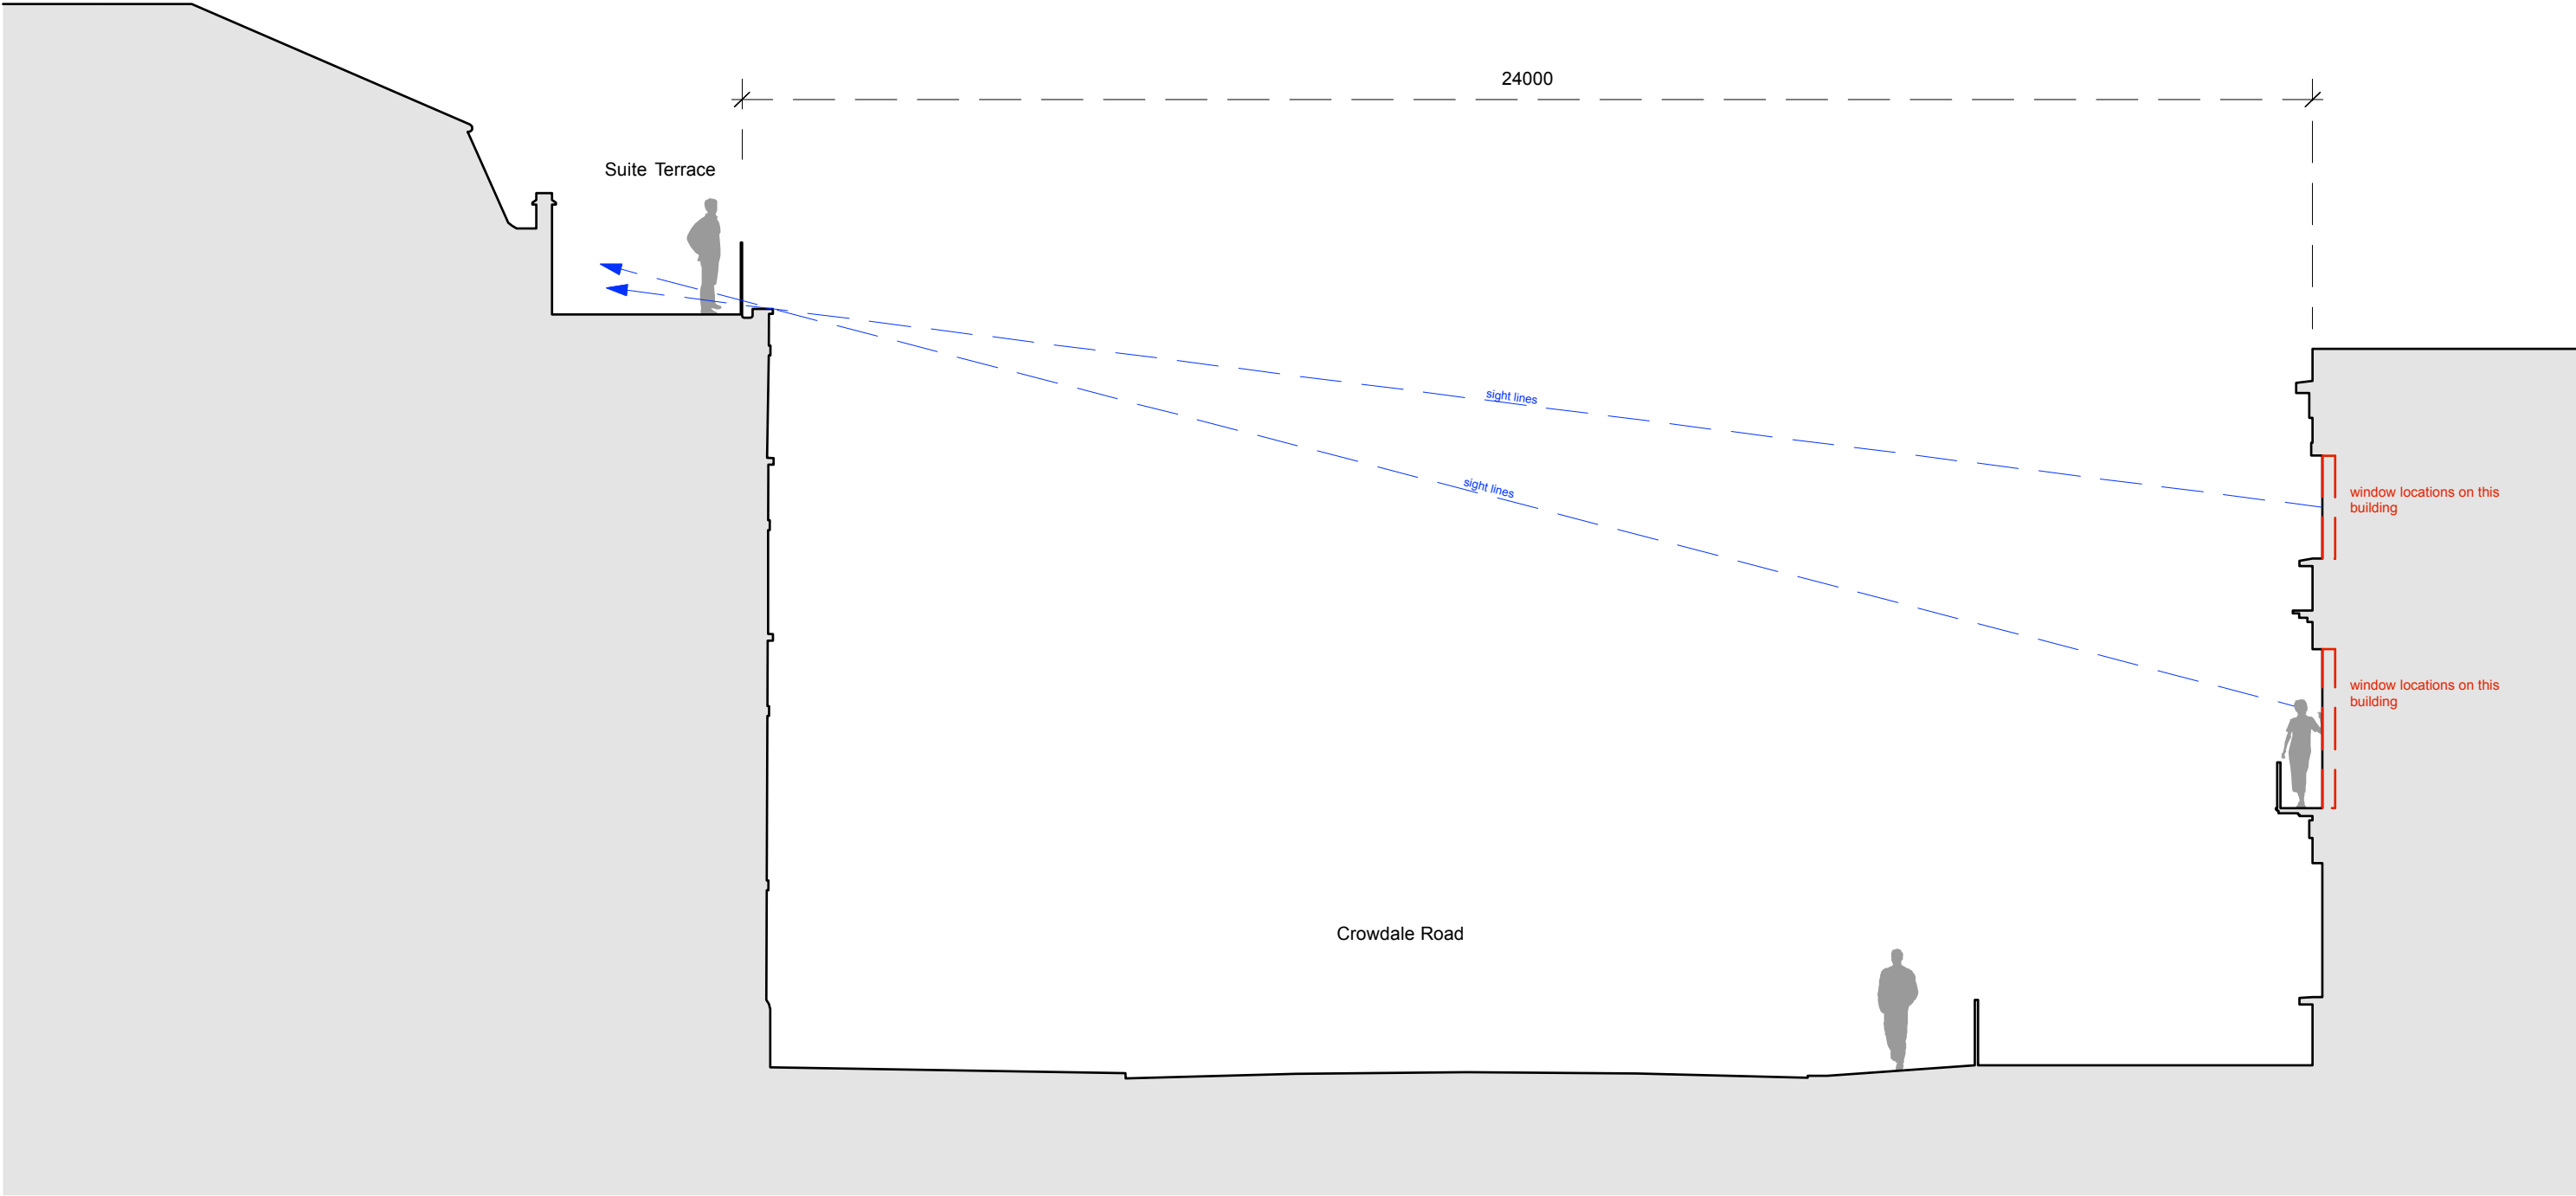 24000
Suite Terrace
sight lines
sight lines
window locations on this
building
window locations on this
building
Crowdale Road